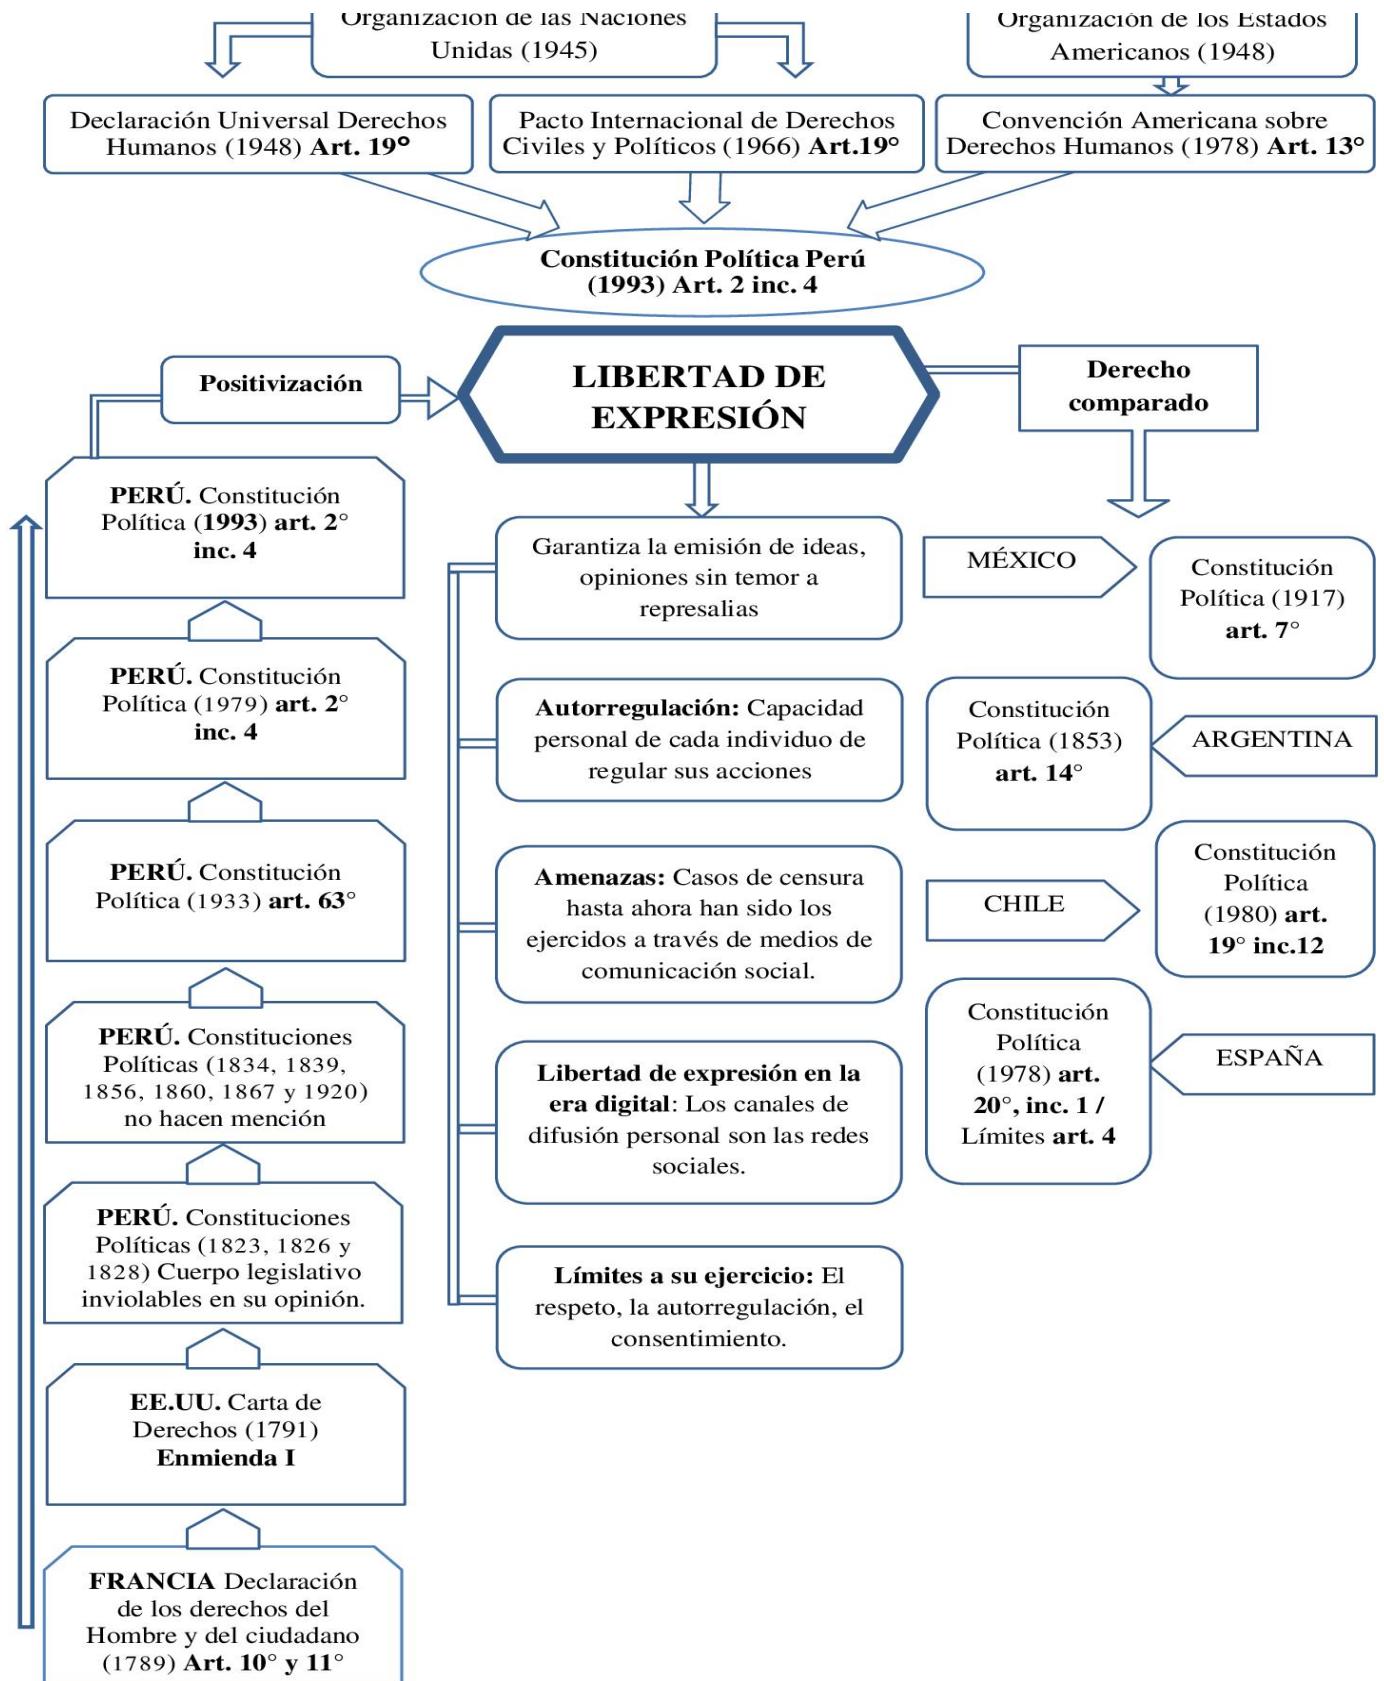 Organización de las Naciones
Unidas (1945)
Organización de los Estados
Americanos (1948)
Declaración Universal Derechos
Humanos (1948) Art. 19°
Pacto Internacional de Derechos
Civiles y Políticos (1966) Art.19°
Convención Americana sobre
Derechos Humanos (1978) Art. 13°
Constitución Política Perú
(1993) Art. 2 inc. 4
Positivización
LIBERTAD DE
EXPRESIÓN
Derecho
comparado
PERÚ. Constitución
Política (1993) art. 2°
inc. 4
PERÚ. Constitución
Política (1979) art. 2°
inc. 4
PERÚ. Constitución
Política (1933) art. 63°
PERÚ. Constituciones
Políticas (1834, 1839,
1856, 1860, 1867 y 1920)
no hacen mención
PERÚ. Constituciones
Políticas (1823, 1826 y
1828) Cuerpo legislativo
inviolables en su opinión.
EE.UU. Carta de
Derechos (1791)
Enmienda I
FRANCIA Declaración
de los derechos del
Hombre y del ciudadano
(1789) Art. 10° y 11°
Garantiza la emisión de ideas,
opiniones sin temor a
represalias
Autorregulación: Capacidad
personal de cada individuo de
regular sus acciones
Amenazas: Casos de censura
hasta ahora han sido los
ejercidos a través de medios de
comunicación social.
Libertad de expresión en la
era digital: Los canales de
difusión personal son las redes
sociales.
Límites a su ejercicio: El
respeto, la autorregulación, el
consentimiento.
MÉXICO
Constitución
Política (1917)
art. 7°
Constitución
Política (1853)
art. 14°
ARGENTINA
CHILE
Constitución
Política
(1980) art.
19° inc.12
Constitución
Política
(1978) art.
20°, inc. 1 /
Límites art. 4
ESPAÑA